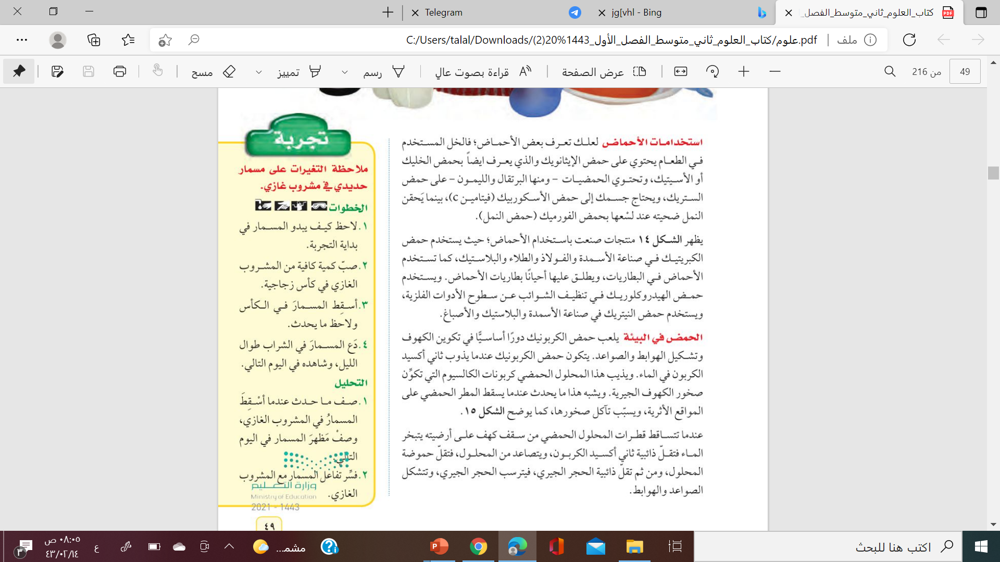 كتاب_العلوم_ثاني_متوسط_الفصل_
jg[vhl - Bing
Telegram
ملف
C:/Users/talal/Downloads/علوم/كتاب_العلوم_ثاني_متوسط_الفصل_الأول_1443%20(2).pdf
49
من 216
عرض الصفحة
قراءة بصوت عالٍ
رسم
تمييز
مسح
استخدامات الأحماض لعلك تعرف بعض الأحماض؛ فالخل المستخدم
في الطعام يحتوي على حمض الإيثانويك والذي يعرف ايضاً بحمض الخليك
أو الأسيتيك، وتحتوي الحمضيات – ومنها البرتقال والليمون – على حمض
الستريك، ويحتاج جسمك إلى حمض الأسكوربيك (فيتامين c)، بينما يَحقن
النمل ضحيته عند لسْعها بحمض الفورميك (حمض النمل).
يظهر الشكل ١٤ منتجات صنعت باستخدام الأحماض؛ حيث يستخدم حمض
الكبريتيك في صناعة الأسمدة والفولاذ والطلاء والبلاستيك، كما تستخدم
الأحماض في البطاريات، ويطلق عليها أحيانًا بطاريات الأحماض. ويستخدم
حمض الهيدروكلوريك في تنظيف الشوائب عن سطوح الأدوات الفلزية،
ويستخدم حمض النيتريك في صناعة الأسمدة والبلاستيك والأصباغ.
الحمض في البيئة يلعب حمض الكربونيك دورًا أساسيًّا في تكوين الكهوف
وتشكيل الهوابط والصواعد. يتكون حمض الكربونيك عندما يذوب ثاني أكسيد
الكربون في الماء. ويذيب هذا المحلول الحمضي كربونات الكالسيوم التي تكوِّن
صخور الكهوف الجيرية. ويشبه هذا ما يحدث عندما يسقط المطر الحمضي على
المواقع الأثرية، ويسبّب تآكل صخورها، كما يوضح الشكل ١٥.
عندما تتساقط قطرات المحلول الحمضي من سقف كهف على أرضيته يتبخر
الماء فتقلّ ذائبية ثاني أكسيد الكربون، ويتصاعد من المحلول، فتقلّ حموضة
المحلول، ومن ثم تقلّ ذائبية الحجر الجيري، فيترسب الحجر الجيري، وتتشكل
الصواعد والهوابط.
تجربة
ملاحظة التغيرات على مسمار
حديدي في مشروب غازي.
الخطوات
١. لاحظ كيف يبدو المسمار في
بداية التجربة.
٢. صبّ كمية كافية من المشروب
الغازي في كأس زجاجية.
٣. أسقِط المسمارَ في الكأس
ولاحظ ما يحدث.
٤. دَع المسمارَ في الشراب طوال
الليل، وشاهده في اليوم التالي.
التحليل
١. صف ما حدث عندما أسْقِطَ
المسمارُ في المشروب الغازي،
وصفْ مَظهرَ المسمار في اليوم
التالي.
٢. فسِّر تفاعل المسمار مع المشروب
الغازي.
وزارة التعليم
Ministry of Education
2021 - 1443
٤٩
اكتب هنا للبحث
مشم...
ع
٠٨:٠٥ ص
٤٣/٠٢/١٤
٣